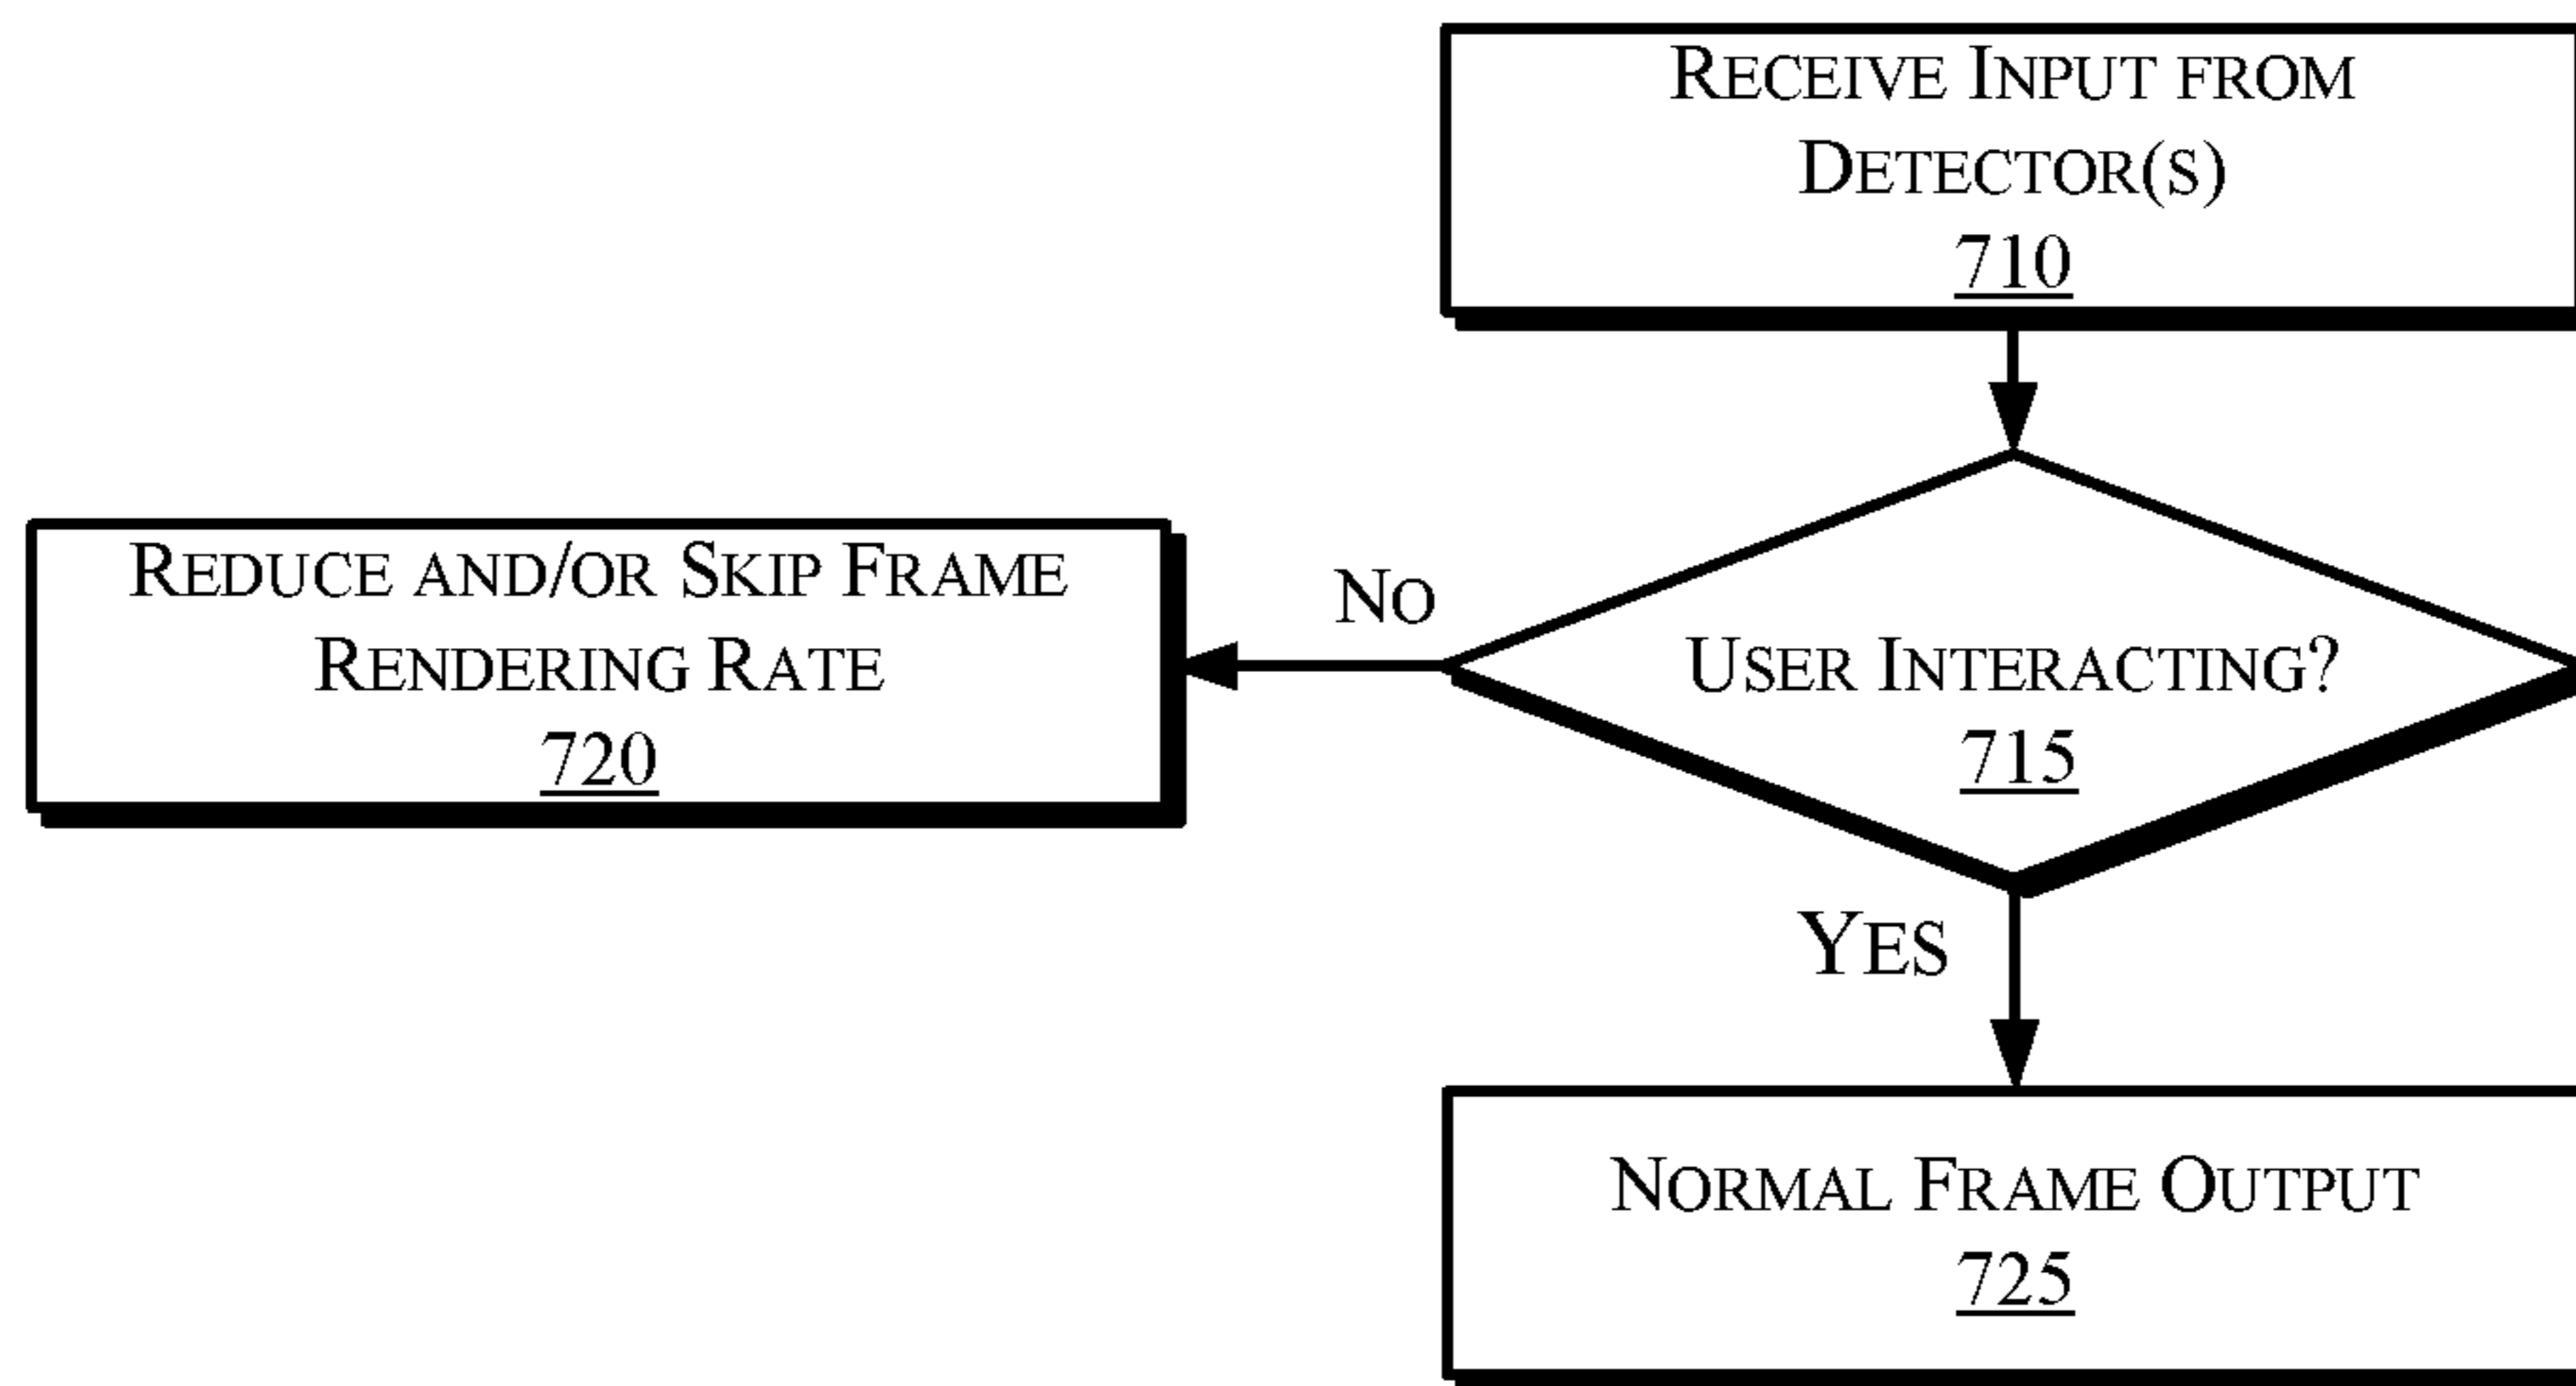 RECEIVE INPUT FROM
DETECTOR(S)
710
REDUCE AND/OR SKIP FRAME
RENDERING RATE
720
NO
USER INTERACTING?
715
YES
NORMAL FRAME OUTPUT
725